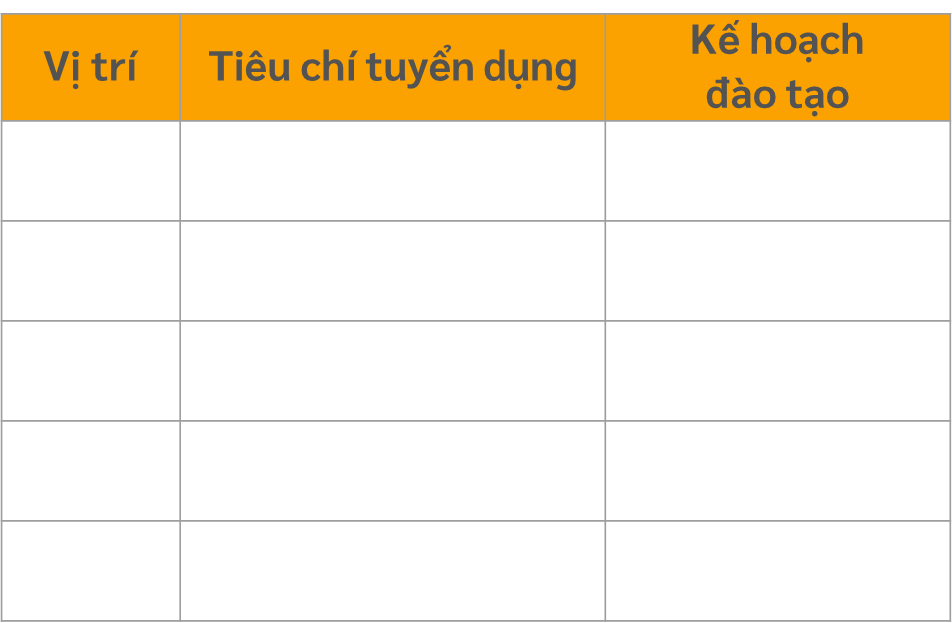 Vị trí
Tiêu chí tuyển dụng
Kế hoạch
đào tạo